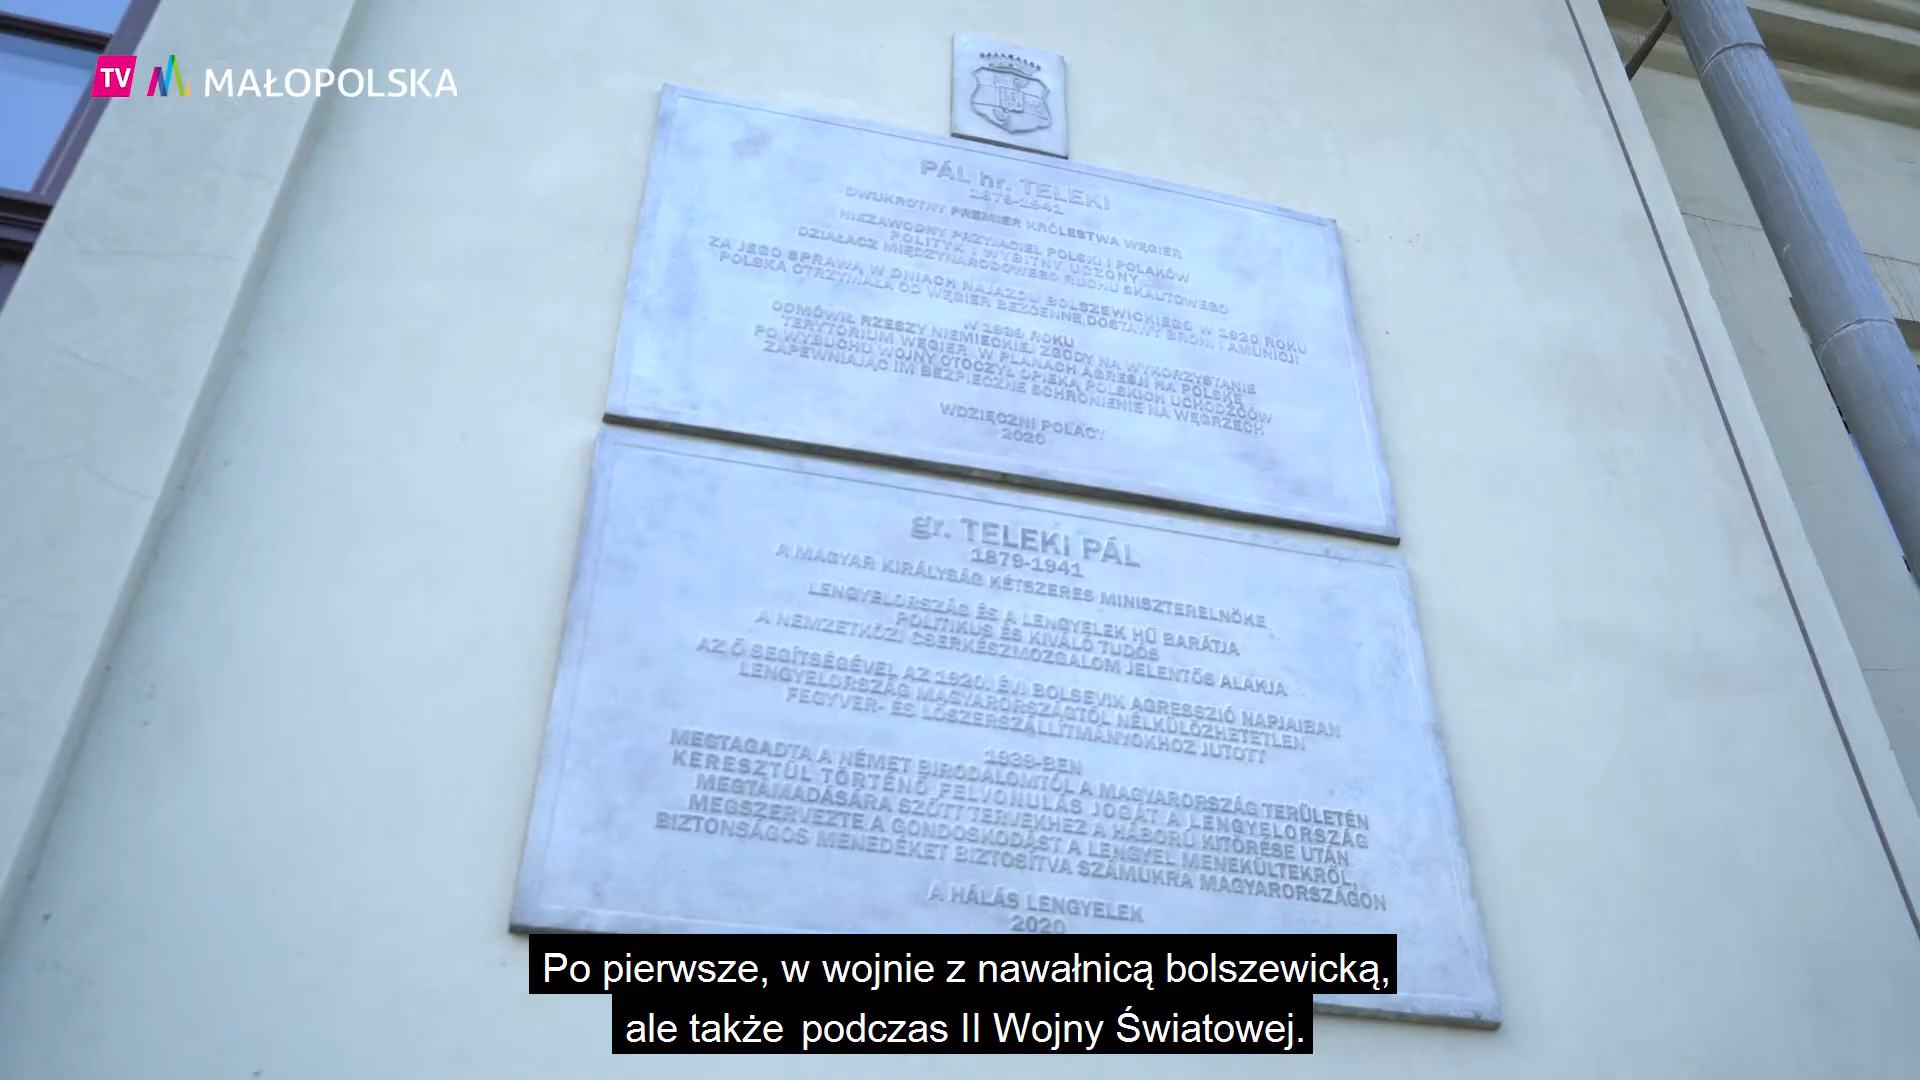 TV MAŁOPOLSKA
PÁL hr. TELEKI
1879-1941
DWUKROTNY PREMIER KRÓLESTWA WĘGIER
NIEZAWODNY PRZYJACIEL POLSKI I POLAKÓW
POLITYK I WYBITNY UCZONY
DZIAŁACZ MIĘDZYNARODOWEGO RUCHU SKAUTOWEGO
ZA JEGO SPRAWĄ W DNIACH NAJAZDU BOLSZEWICKIEGO W 1920 ROKU
POLSKA OTRZYMAŁA OD WĘGIER BEZCENNE DOSTAWY BRONI I AMUNICJI
W 1939 ROKU
ODMÓWIŁ RZESZY NIEMIECKIEJ ZGODY NA WYKORZYSTANIE
TERYTORIUM WĘGIER W PLANACH AGRESJI NA POLSKĘ
PO WYBUCHU WOJNY OTOCZYŁ OPIEKĄ POLSKICH UCHODŹCÓW
ZAPEWNIAJĄC IM BEZPIECZNE SCHRONIENIE NA WĘGRZECH
WDZIĘCZNI POLACY
2020
gr. TELEKI PÁL
1879-1941
A MAGYAR KIRÁLYSÁG KÉTSZERES MINISZTERELNÖKE
LENGYELORSZÁG ÉS A LENGYELEK HŰ BARÁTJA
POLITIKUS ÉS KIVÁLÓ TUDÓS
A NEMZETKÖZI CSERKÉSZMOZGALOM JELENTŐS ALAKJA
AZ Ő SEGÍTSÉGÉVEL AZ 1920. ÉVI BOLSEVIK AGRESSZIÓ NAPJAIBAN
LENGYELORSZÁG MAGYARORSZÁGTÓL NÉLKÜLÖZHETETLEN
FEGYVER- ÉS LŐSZERSZÁLLÍTMÁNYOKHOZ JUTOTT
1939-BEN
MEGTAGADTA A NÉMET BIRODALOMTÓL A MAGYARORSZÁG TERÜLETÉN
KERESZTÜL TÖRTÉNŐ FELVONULÁS JOGÁT A LENGYELORSZÁG
MEGTÁMADÁSÁRA SZŐTT TERVEKHEZ A HÁBORÚ KITÖRÉSE UTÁN
MEGSZERVEZTE A GONDOSKODÁST A LENGYEL MENEKÜLTEKRŐL,
BIZTONSÁGOS MENEDÉKET BIZTOSÍTVA SZÁMUKRA MAGYARORSZÁGON
A HÁLÁS LENGYELEK
2020
Po pierwsze, w wojnie z nawałnicą bolszewicką,
ale także podczas II Wojny Światowej.